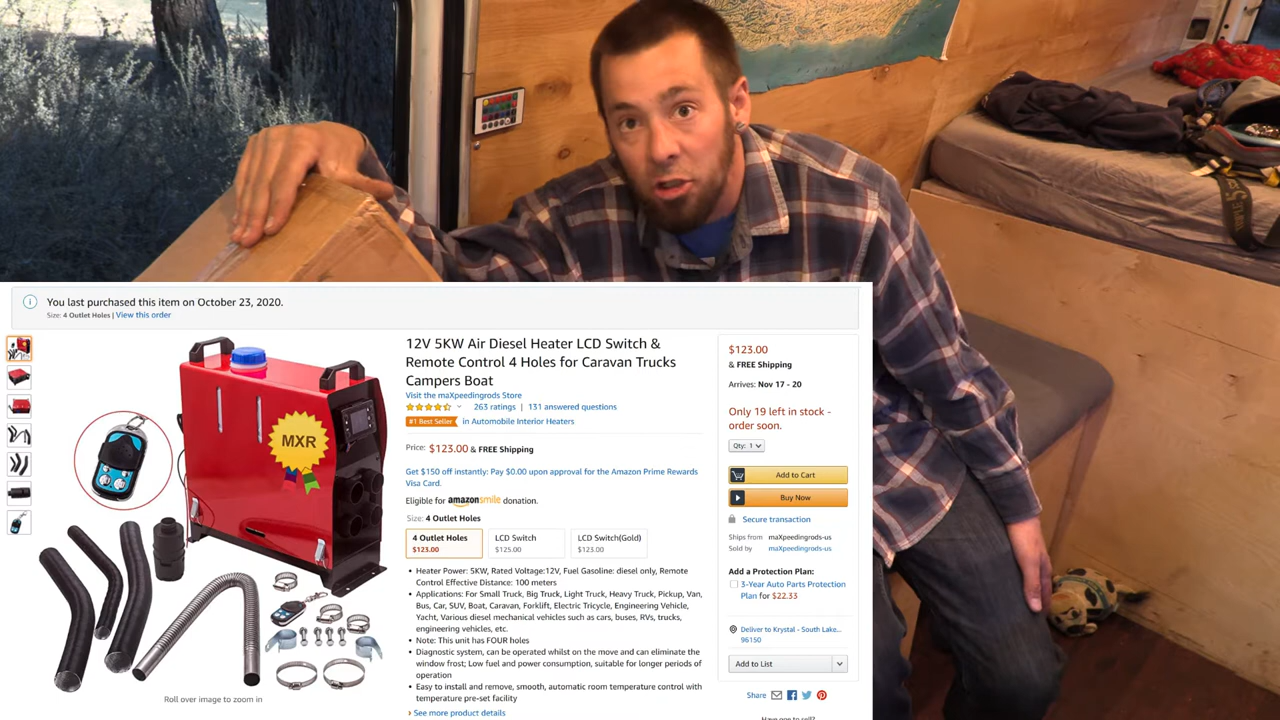 You last purchased this item on October 23, 2020.
Size: 4 Outlet Holes | View this order
MXR
Roll over image to zoom in
12V 5KW Air Diesel Heater LCD Switch &
Remote Control 4 Holes for Caravan Trucks
Campers Boat
Visit the maXpeedingrods Store
263 ratings | 131 answered questions
#1 Best Seller in Automobile Interior Heaters
Price: $123.00 & FREE Shipping
Get $150 off instantly: Pay $0.00 upon approval for the Amazon Prime Rewards
Visa Card.
Eligible for amazonsmile donation.
Size: 4 Outlet Holes
4 Outlet Holes LCD Switch LCD Switch(Gold)
$123.00 $125.00 $123.00
• Heater Power: 5KW, Rated Voltage:12V, Fuel Gasoline: diesel only, Remote
Control Effective Distance: 100 meters
• Applications: For Small Truck, Big Truck, Light Truck, Heavy Truck, Pickup, Van,
Bus, Car, SUV, Boat, Caravan, Forklift, Electric Tricycle, Engineering Vehicle,
Yacht, Various diesel mechanical vehicles such as cars, buses, RVs, trucks,
engineering vehicles, etc.
• Note: This unit has FOUR holes
• Diagnostic system, can be operated whilst on the move and can eliminate the
window frost; Low fuel and power consumption, suitable for longer periods of
operation
• Easy to install and remove, smooth, automatic room temperature control with
temperature pre-set facility
› See more product details
$123.00
& FREE Shipping
Arrives: Nov 17 - 20
Only 19 left in stock -
order soon.
Qty: 1
Add to Cart
Buy Now
Secure transaction
Ships from maXpeedingrods-us
Sold by maXpeedingrods-us
Add a Protection Plan:
3-Year Auto Parts Protection
Plan for $22.33
Deliver to Krystal - South Lake...
96150
Add to List
Share
Have one to sell?